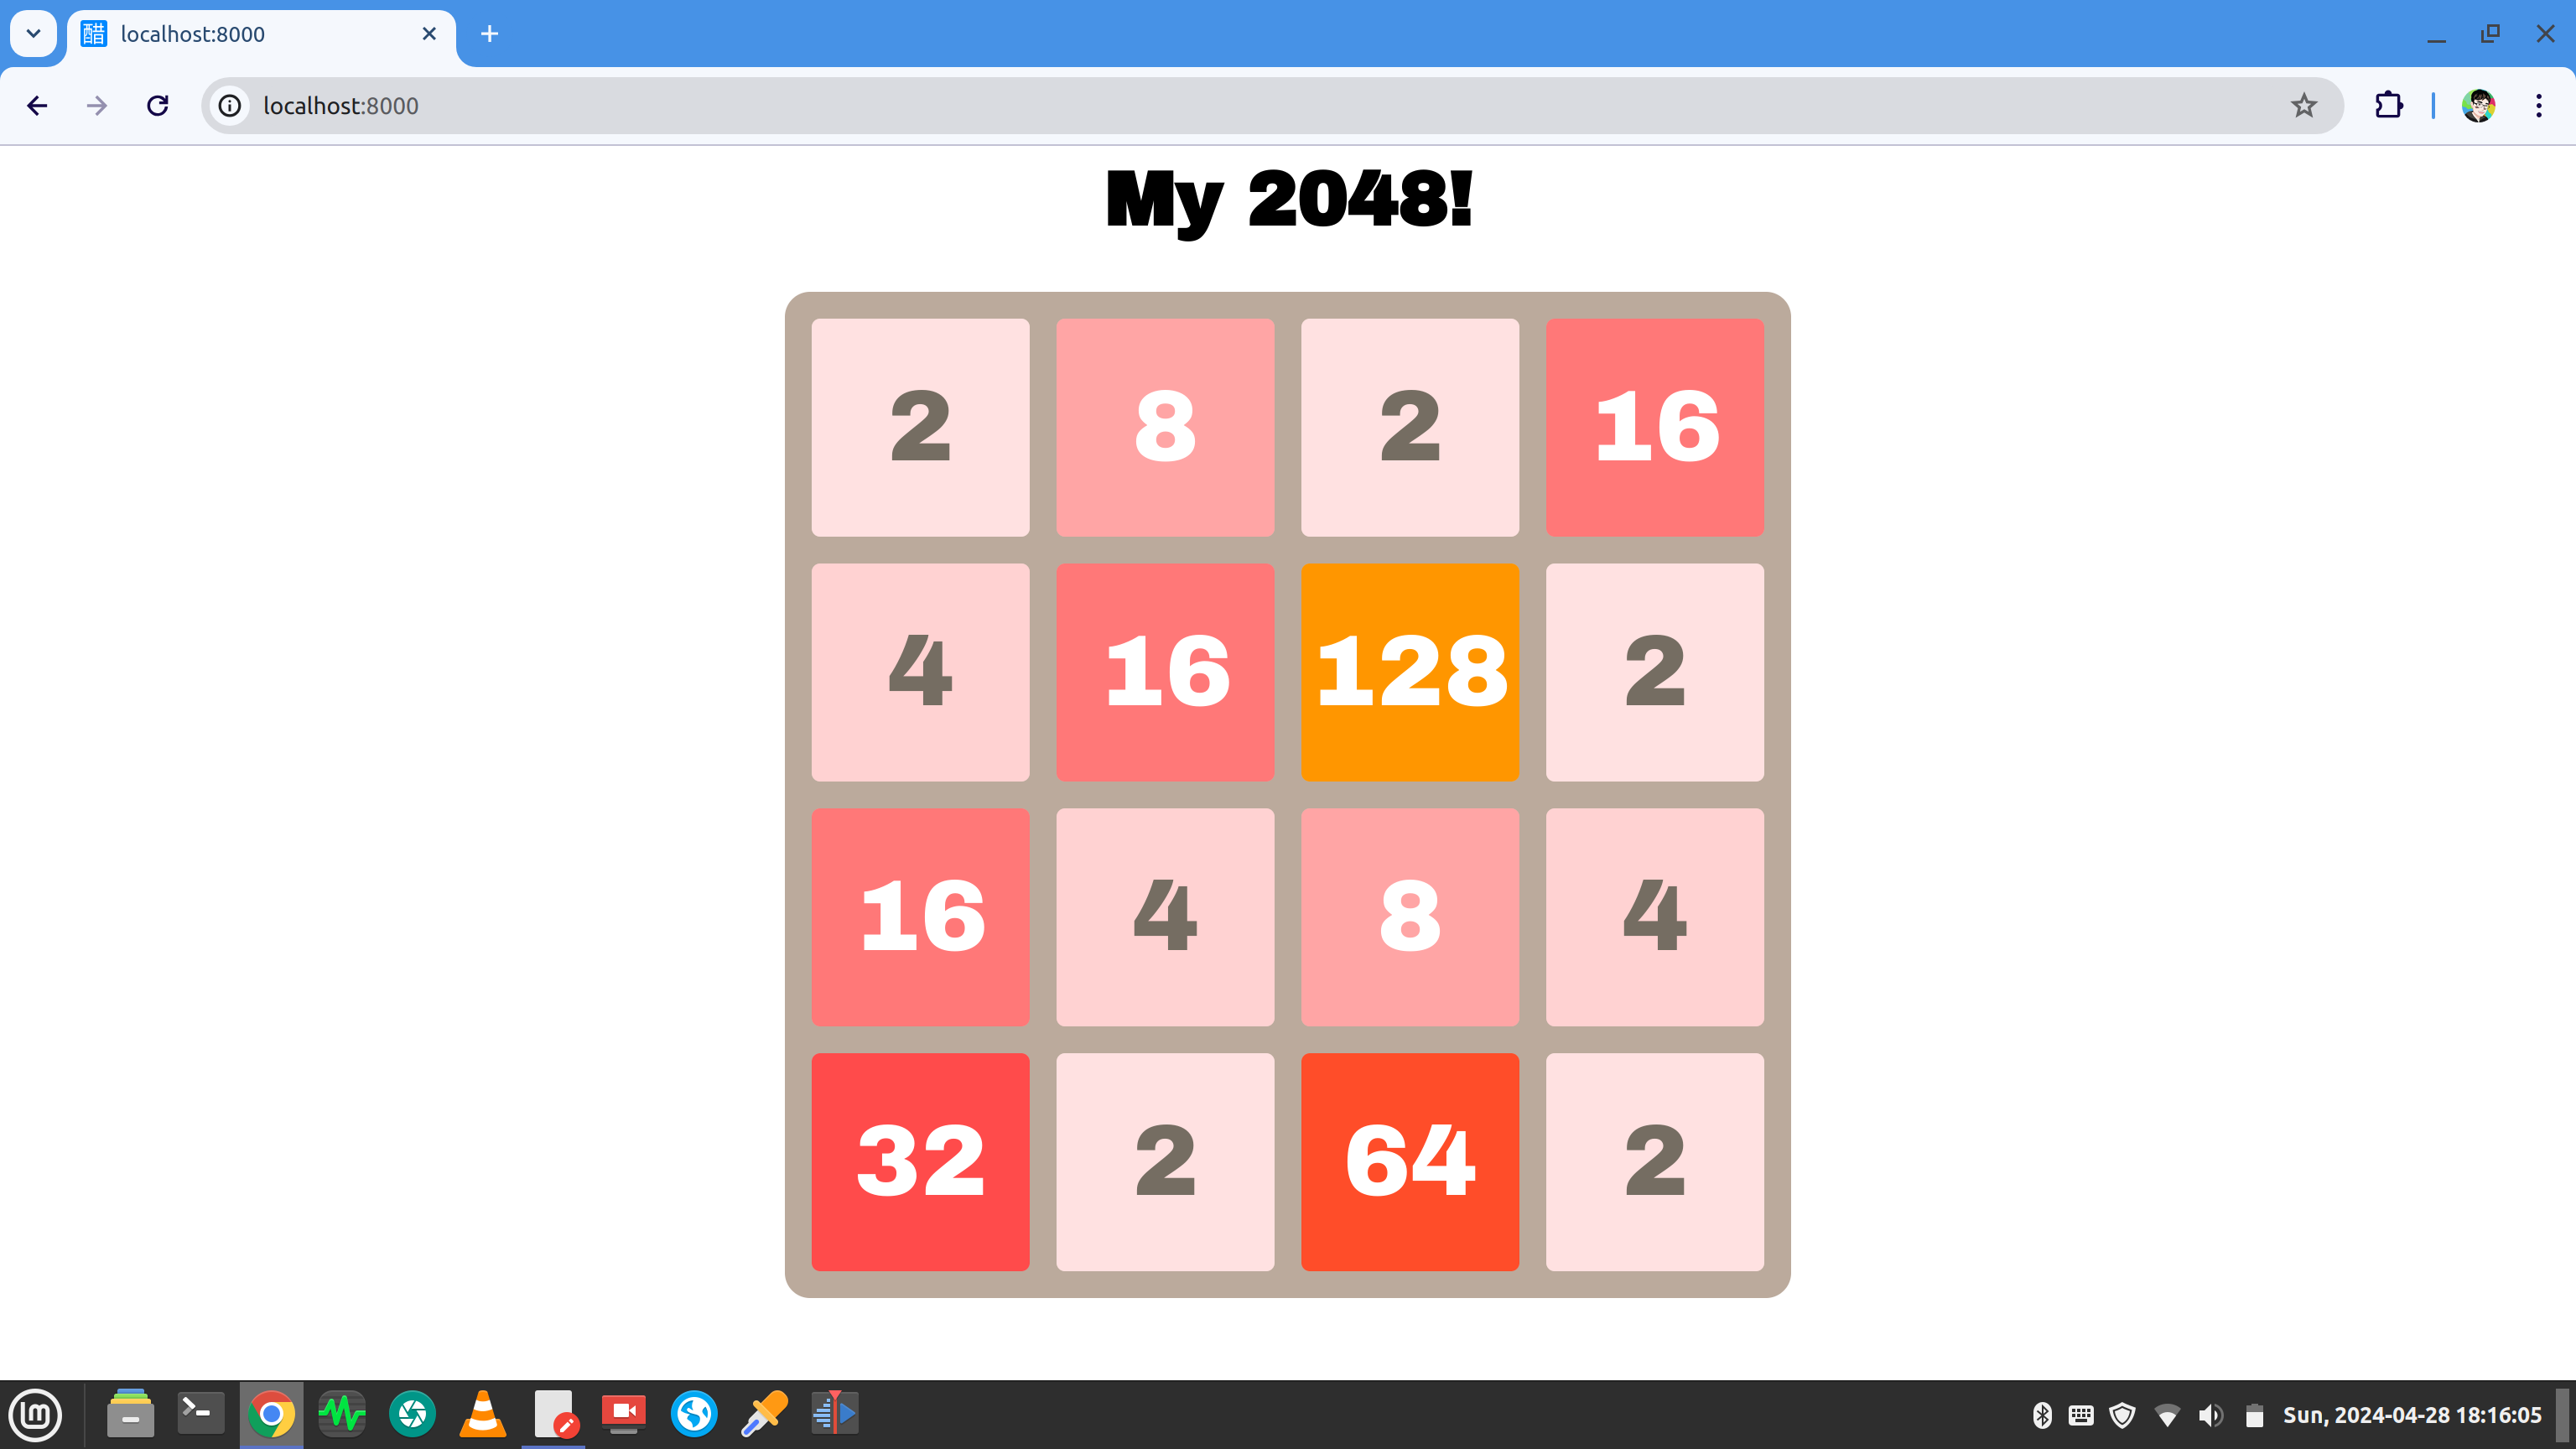 醋 localhost:8000
localhost:8000
My 2048!
2 8 2 16
4 16 128 2
16 4 8 4
32 2 64 2
Sun, 2024-04-28 18:16:05